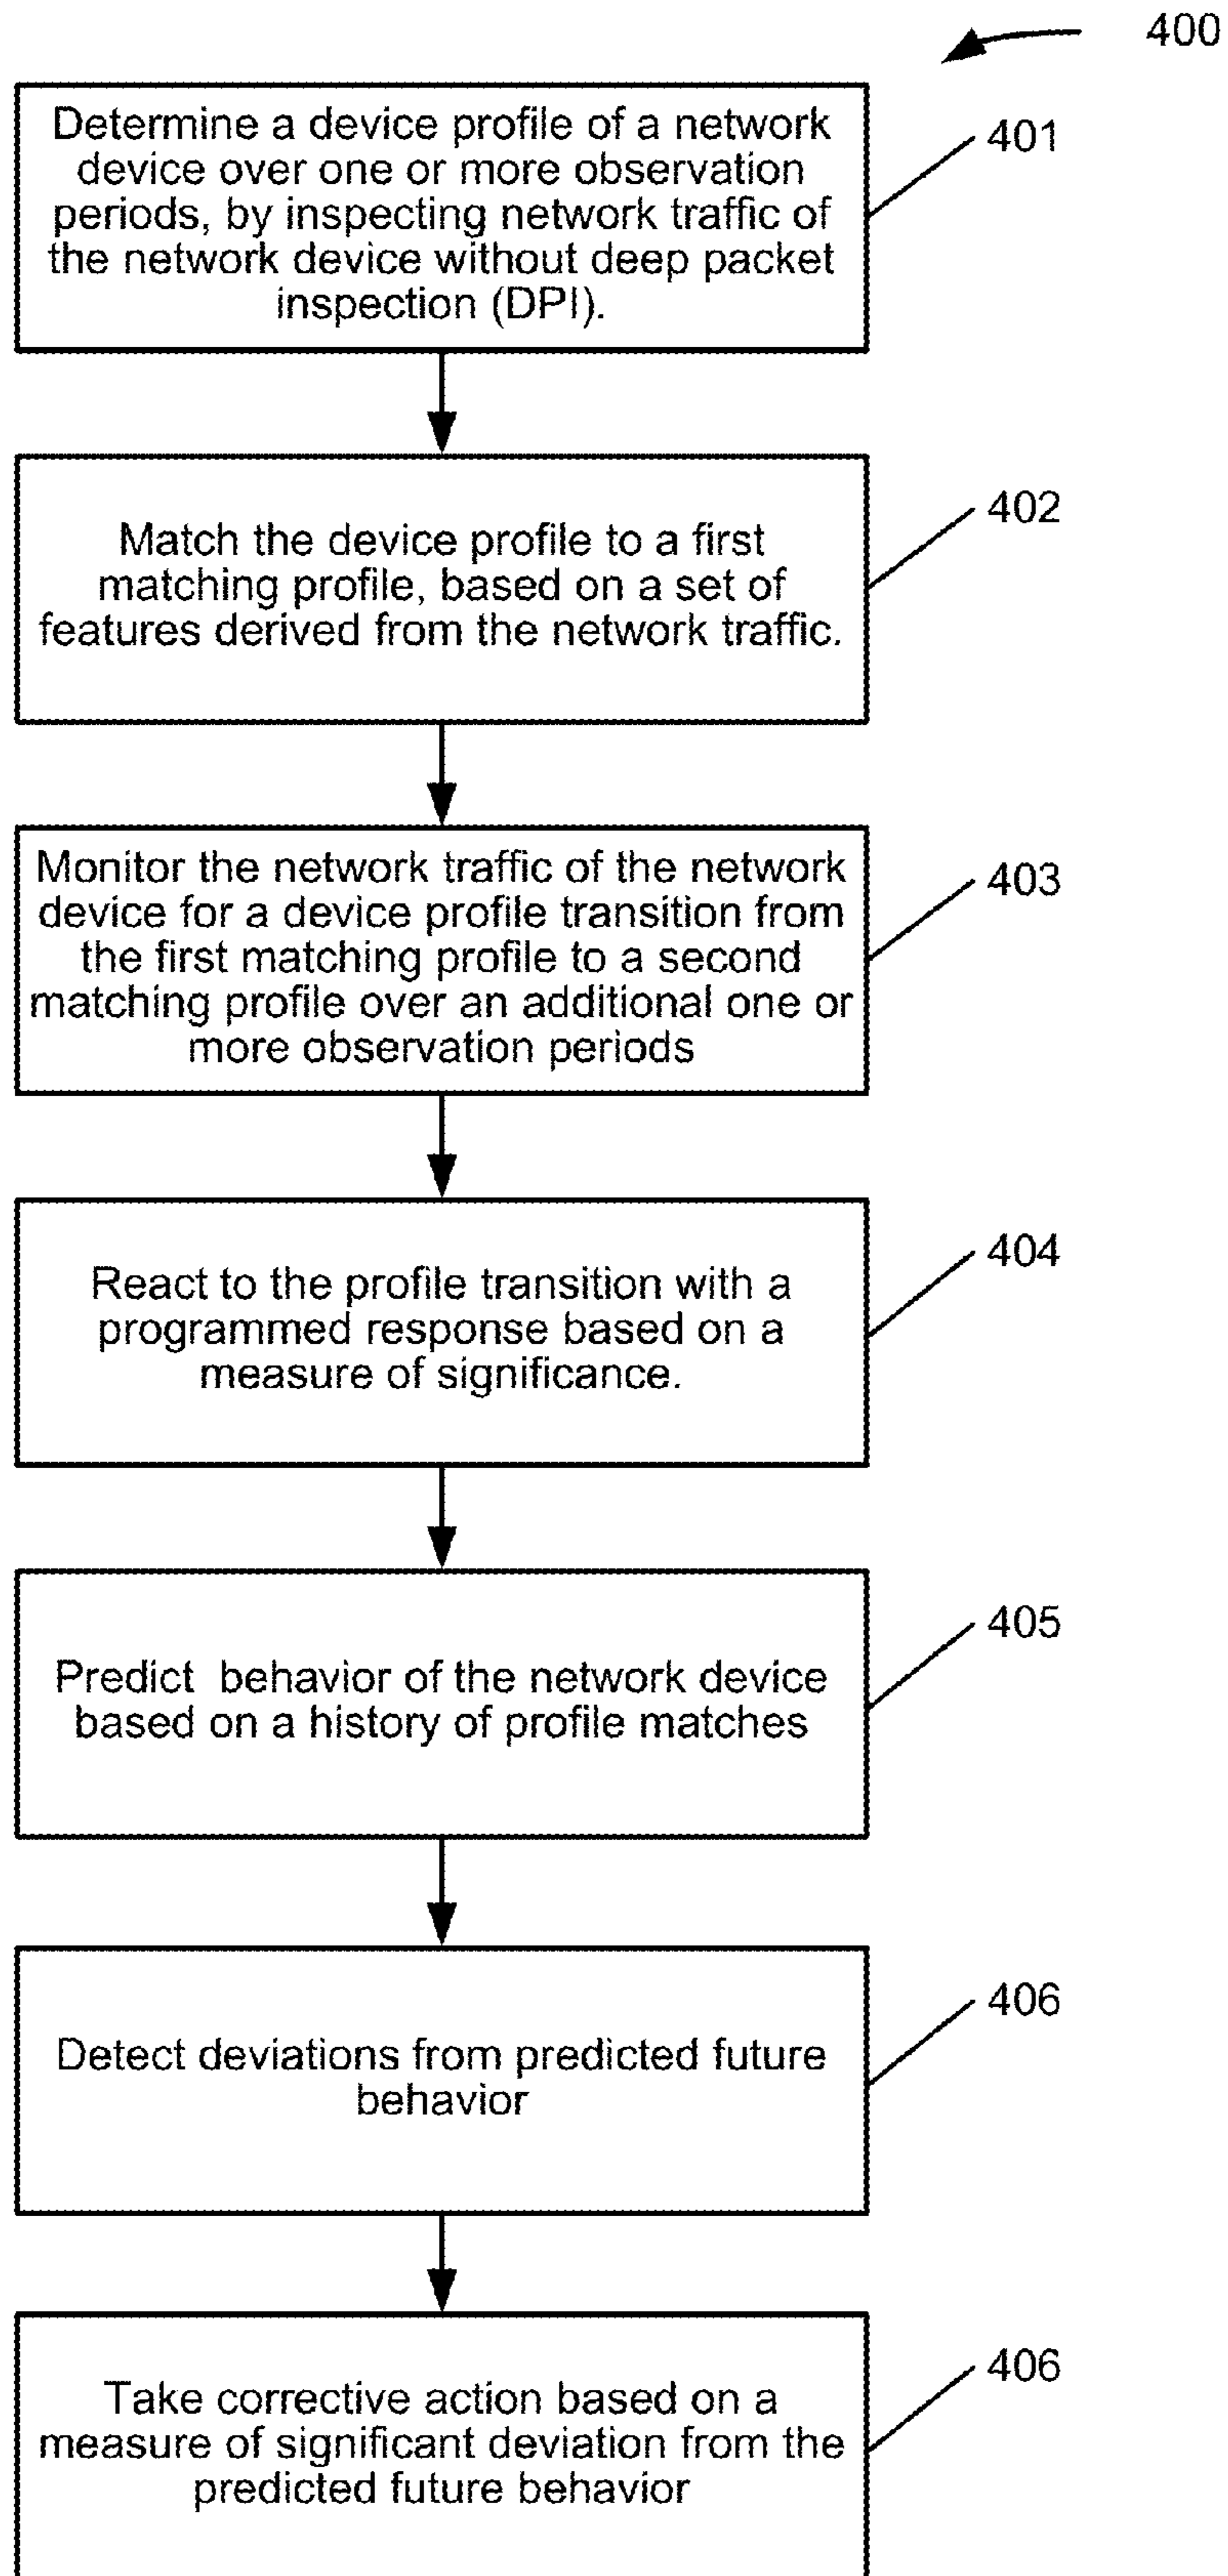 400
Determine a device profile of a network
device over one or more observation
periods, by inspecting network traffic of
the network device without deep packet
inspection (DPI).
401
Match the device profile to a first
matching profile, based on a set of
features derived from the network traffic.
402
Monitor the network traffic of the network
device for a device profile transition from
the first matching profile to a second
matching profile over an additional one or
more observation periods
403
React to the profile transition with a
programmed response based on a
measure of significance.
404
Predict  behavior of the network device
based on a history of profile matches
405
Detect deviations from predicted future
behavior
406
Take corrective action based on a
measure of significant deviation from the
predicted future behavior
406